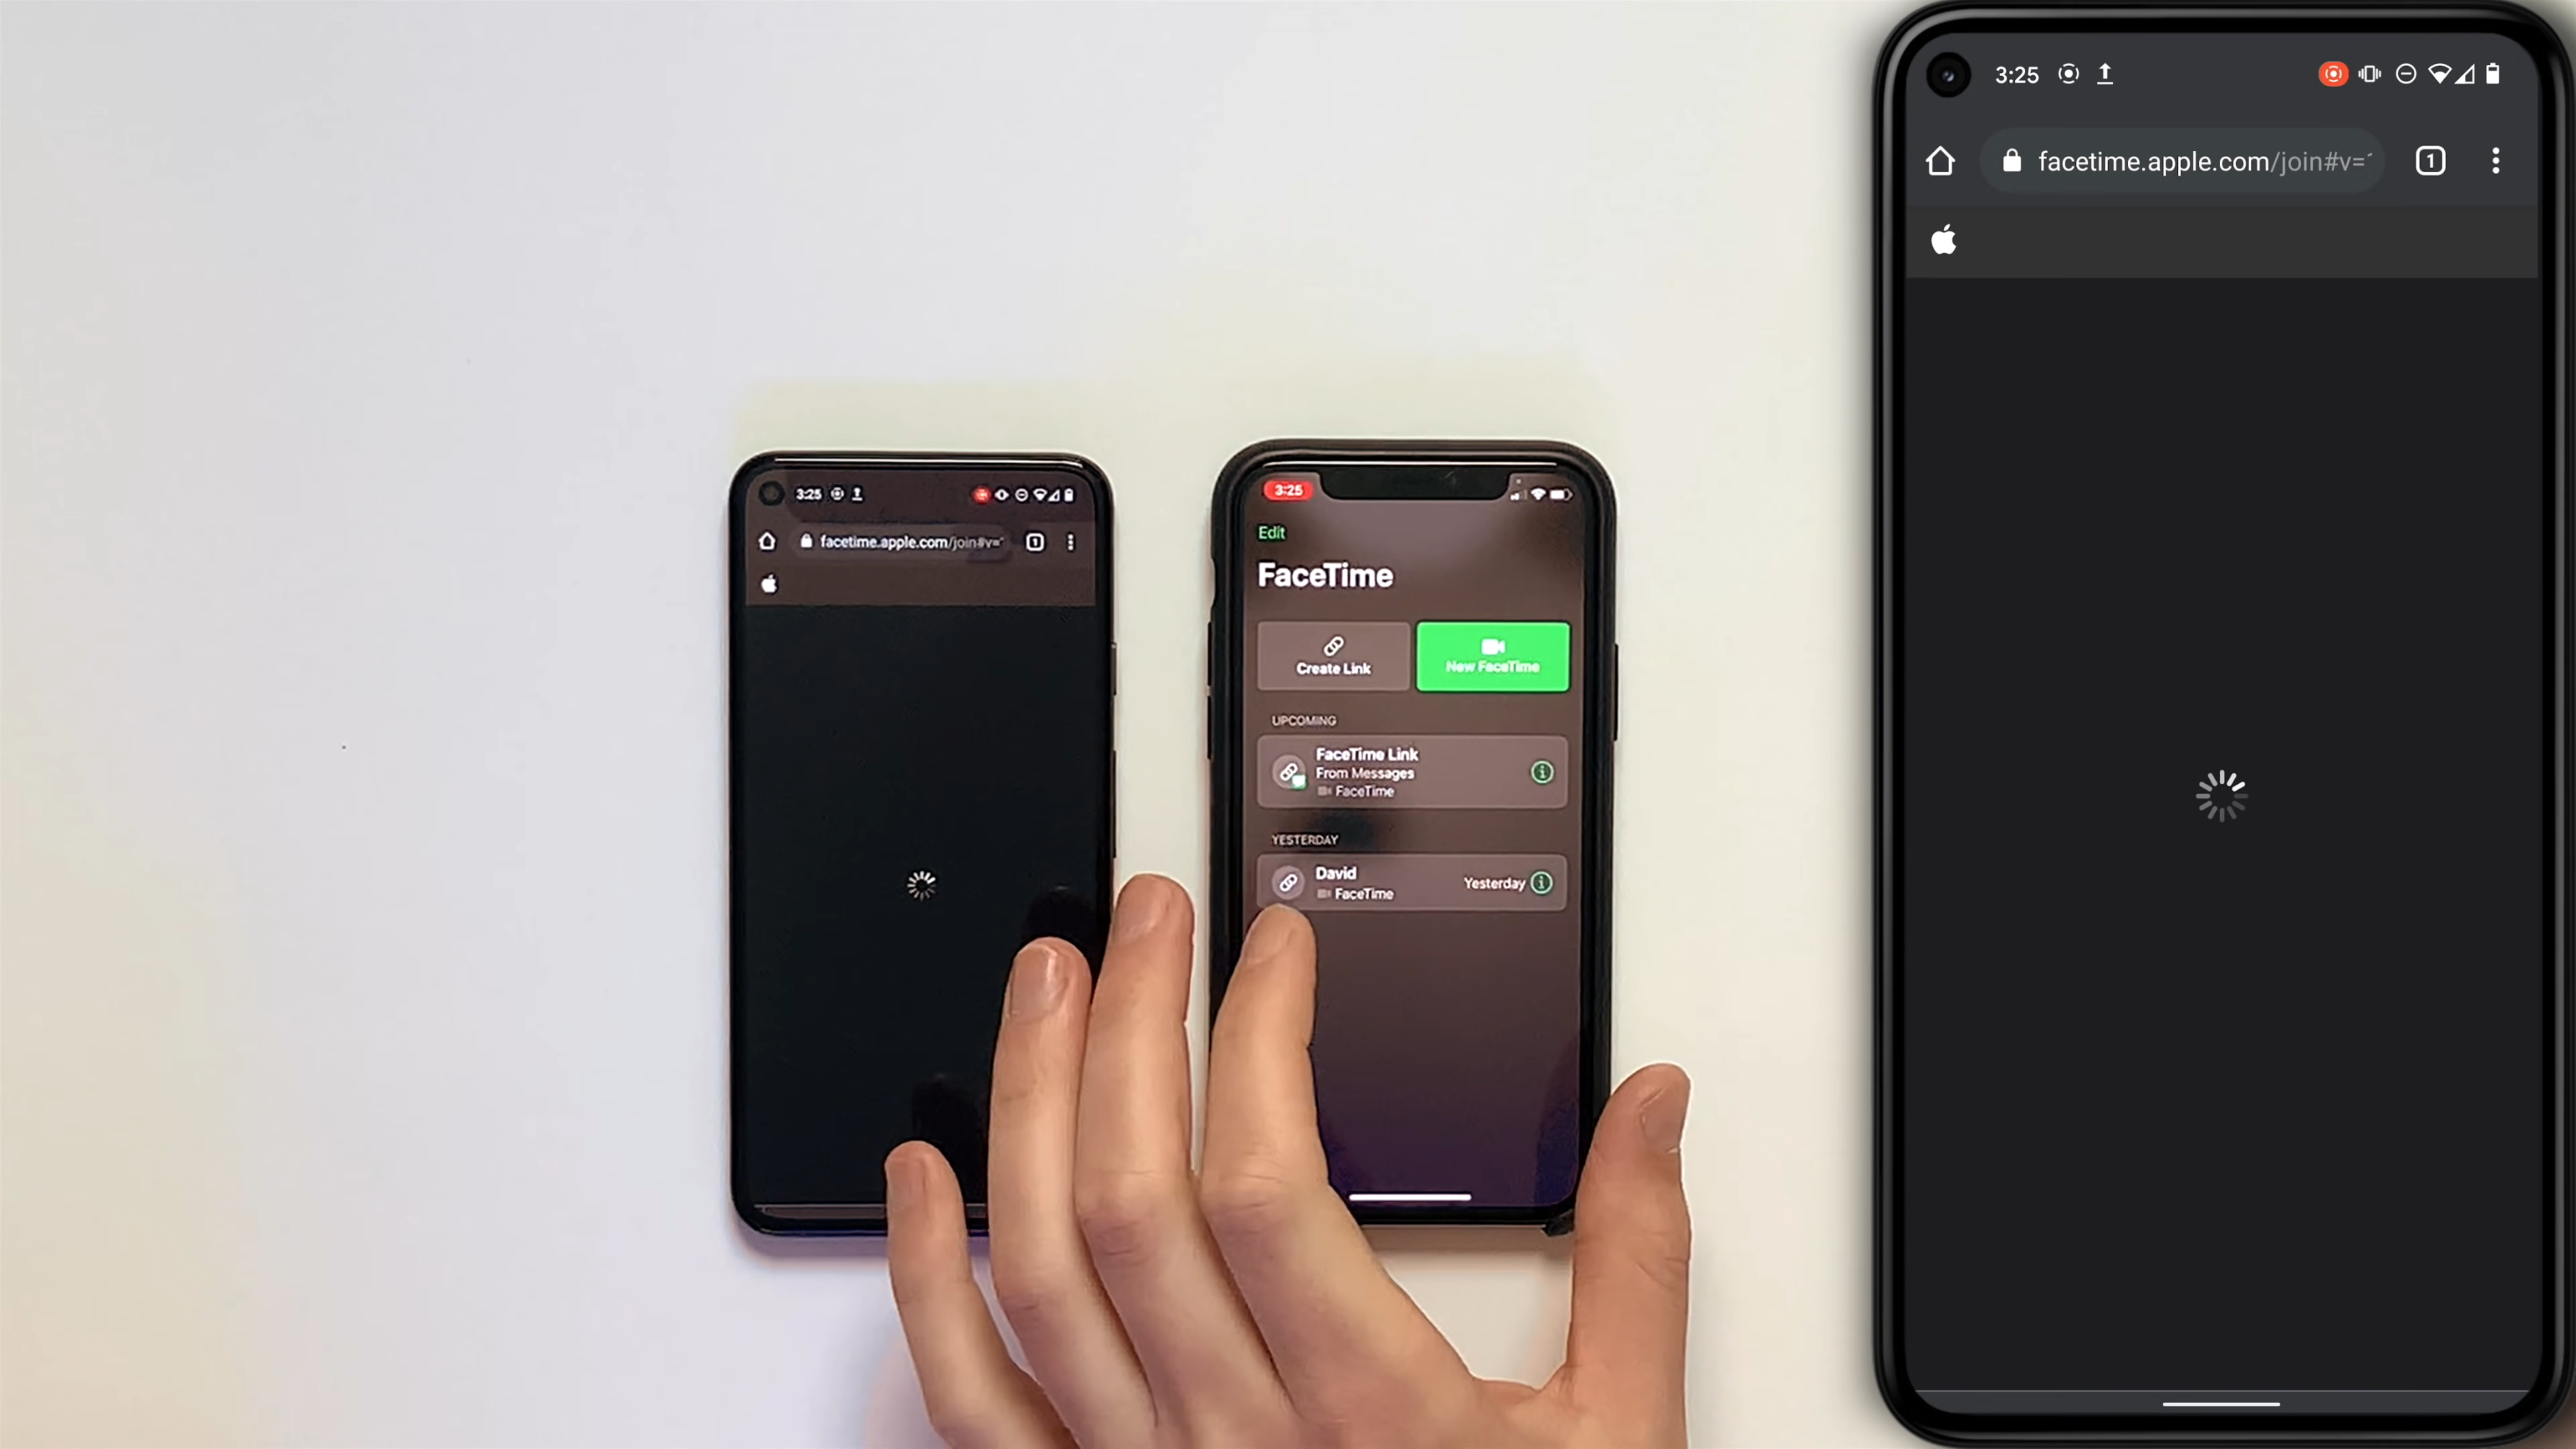 3:25
facetime.apple.com/join#v=
3:25
Edit
FaceTime
Create Link
New FaceTime
UPCOMING
FaceTime Link
From Messages
FaceTime
YESTERDAY
David
FaceTime
Yesterday
3:25
facetime.apple.com/join#v=
1